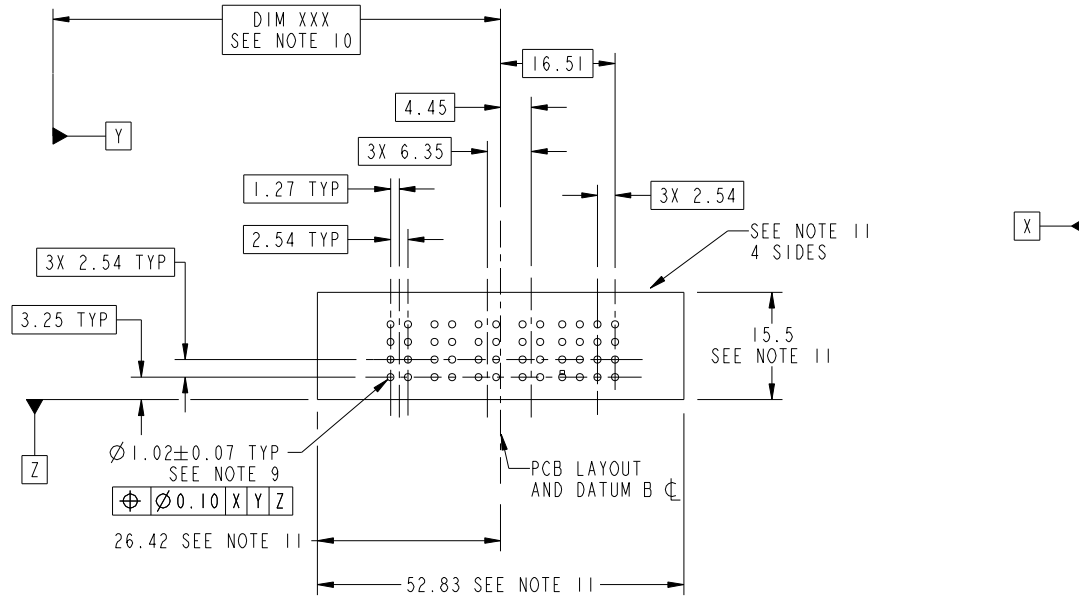 DIM XXX
SEE NOTE 10
16.51
4.45
Y
3X 6.35
1.27 TYP
3X 2.54
2.54 TYP
X
SEE NOTE 11
4 SIDES
3X 2.54 TYP
3.25 TYP
15.5
SEE NOTE 11
Z
Ø1.02±0.07 TYP
SEE NOTE 9
⌖ Ø0.10 X Y Z
PCB LAYOUT
AND DATUM B ℄
26.42 SEE NOTE 11
52.83 SEE NOTE 11